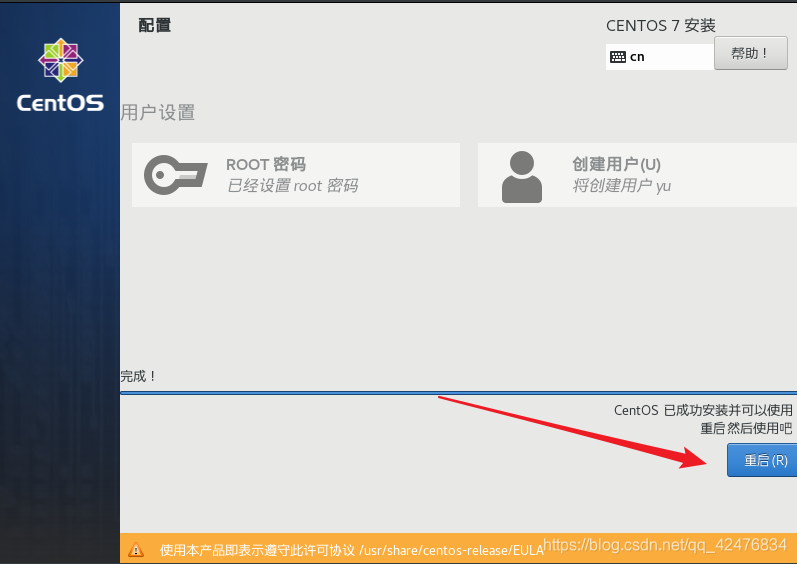 配置
CENTOS 7 安装
cn
帮助！
CentOS
用户设置
ROOT 密码
已经设置 root 密码
创建用户(U)
将创建用户 yu
完成！
CentOS 已成功安装并可以使用
重启然后使用吧
重启(R)
使用本产品即表示遵守此许可协议 /usr/share/centos-release/EULA
https://blog.csdn.net/qq_42476834